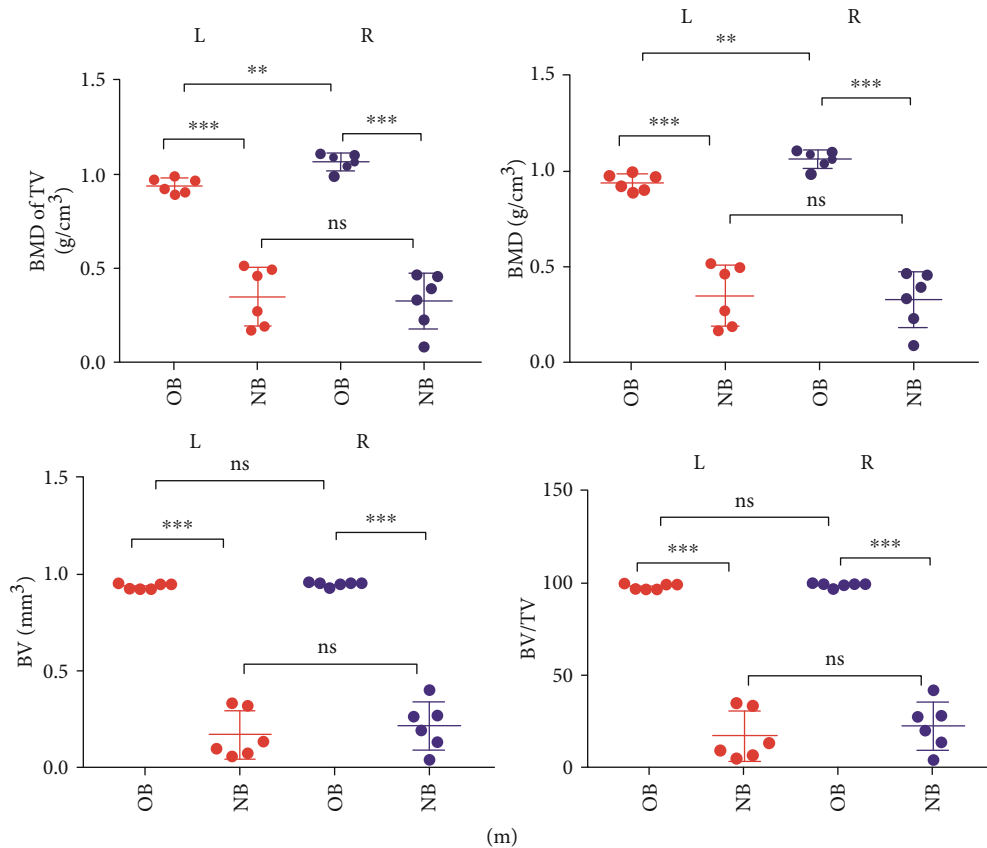 L R
**
*** ***
ns
1.5
1.0
0.5
0.0
BMD of TV
(g/cm³)
OB NB OB NB
L R
**
***
***
ns
1.5
1.0
0.5
0.0
BMD (g/cm³)
OB NB OB NB
L R
ns
*** ***
ns
1.5
1.0
0.5
0.0
BV (mm³)
OB NB OB NB
L R
ns
*** ***
ns
150
100
50
0
BV/TV
OB NB OB NB
(m)